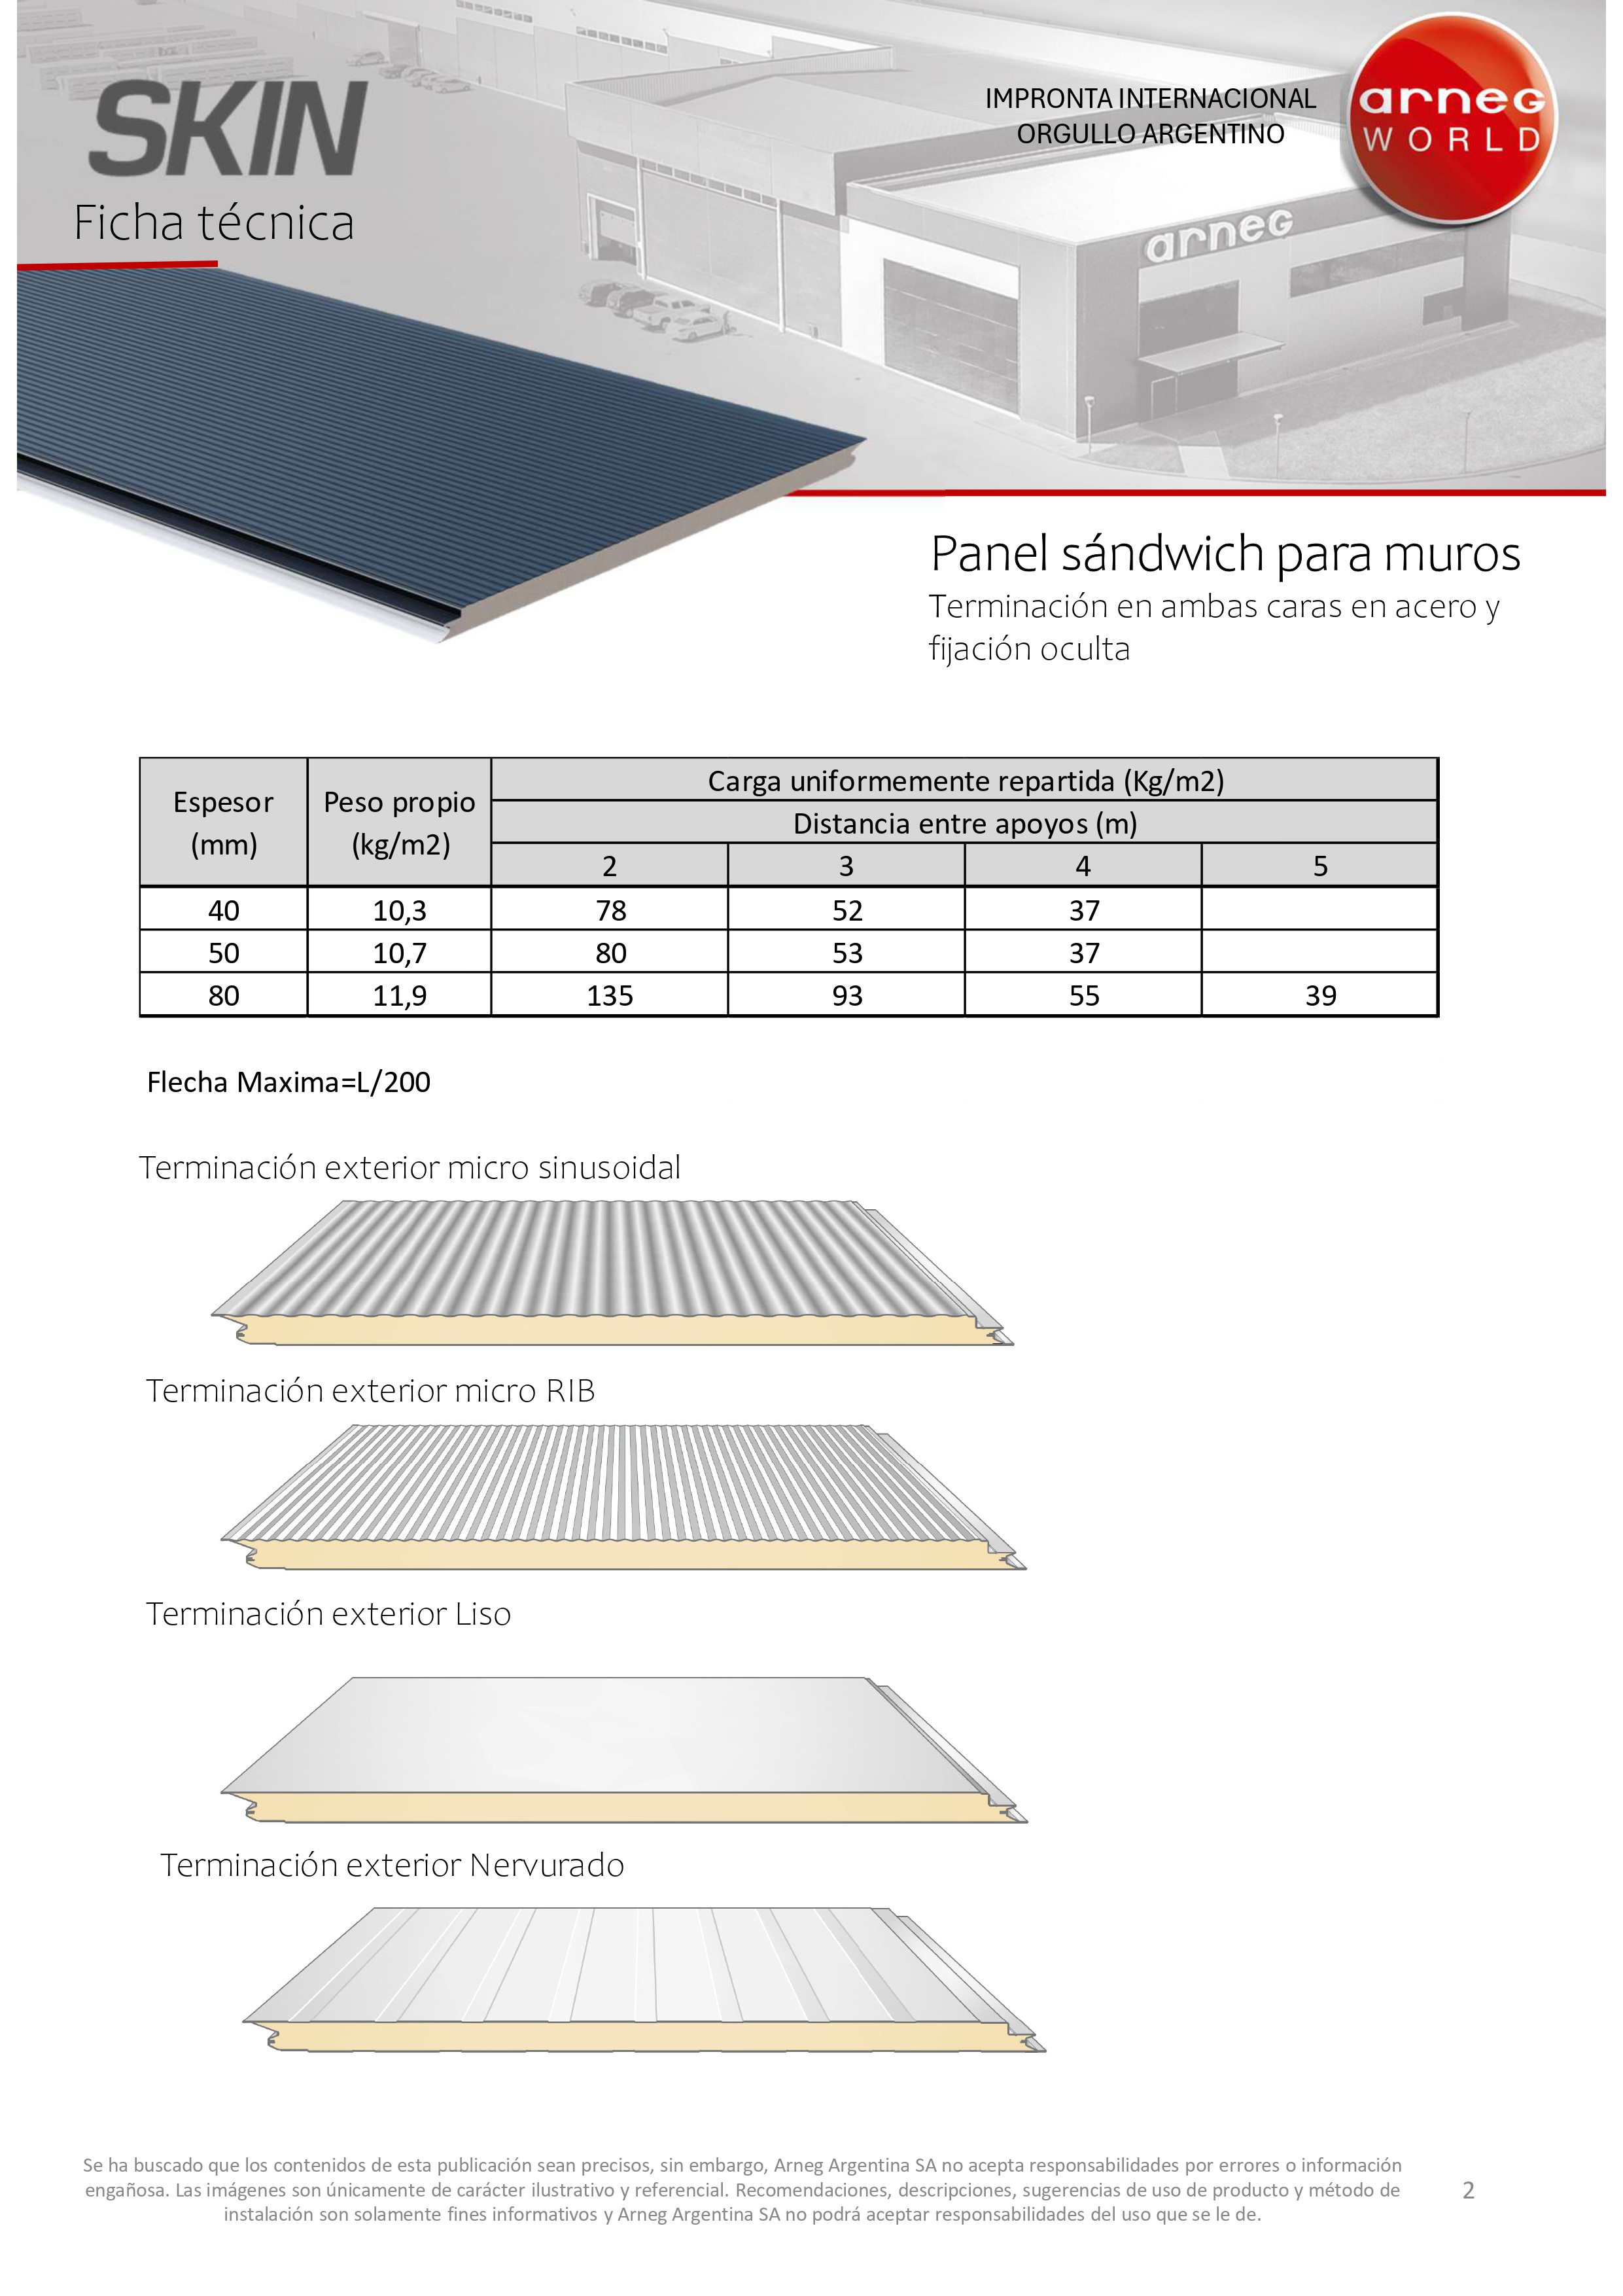 SKIN
Ficha técnica
IMPRONTA INTERNACIONAL
ORGULLO ARGENTINO
arneg
WORLD
arneg
Panel sándwich para muros
Terminación en ambas caras en acero y
fijación oculta
Espesor (mm) Peso propio (kg/m2) Carga uniformemente repartida (Kg/m2)
Distancia entre apoyos (m)
2 3 4 5
40 10,3 78 52 37
50 10,7 80 53 37
80 11,9 135 93 55 39
Flecha Maxima=L/200
Terminación exterior micro sinusoidal
Terminación exterior micro RIB
Terminación exterior Liso
Terminación exterior Nervurado
Se ha buscado que los contenidos de esta publicación sean precisos, sin embargo, Arneg Argentina SA no acepta responsabilidades por errores o información
engañosa. Las imágenes son únicamente de carácter ilustrativo y referencial. Recomendaciones, descripciones, sugerencias de uso de producto y método de
instalación son solamente fines informativos y Arneg Argentina SA no podrá aceptar responsabilidades del uso que se le de.
2